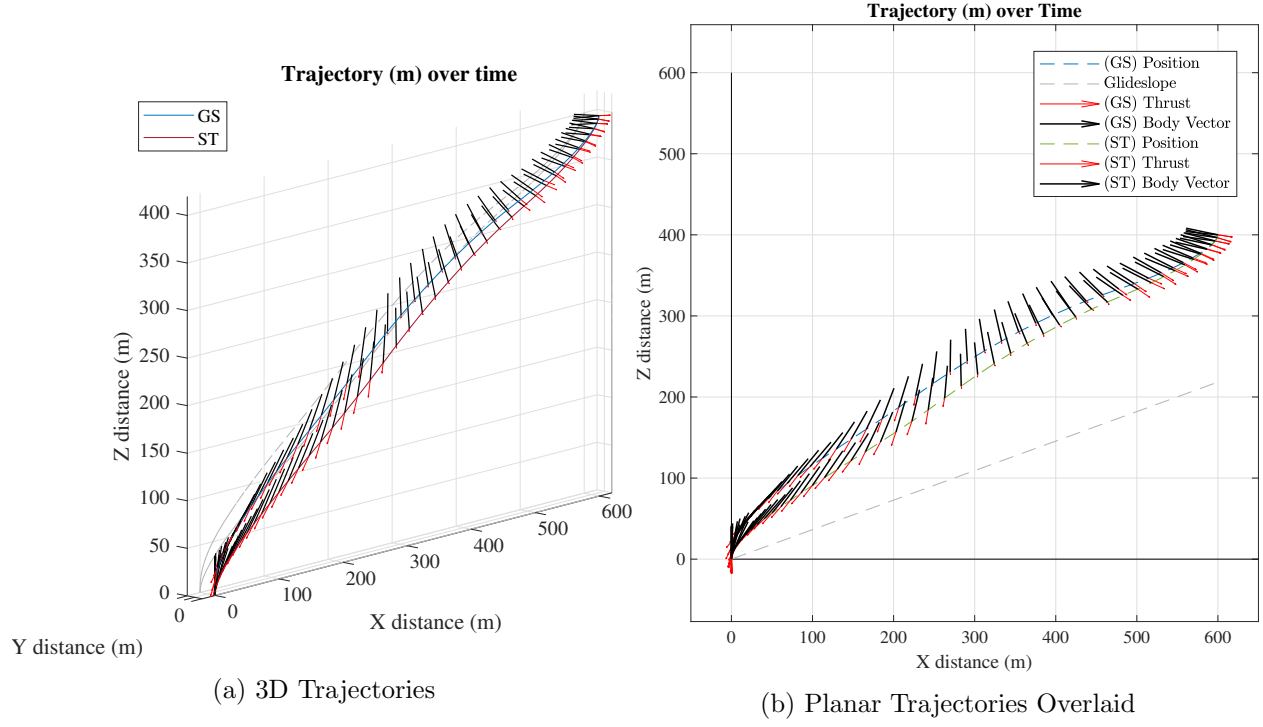 Trajectory (m) over time
GS
ST
400
350
300
250
200
150
100
50
0
Z distance (m)
0
Y distance (m)
0
100
200
300
400
500
600
X distance (m)
(a) 3D Trajectories
Trajectory (m) over Time
(GS) Position
Glideslope
(GS) Thrust
(GS) Body Vector
(ST) Position
(ST) Thrust
(ST) Body Vector
600
500
400
300
200
100
0
Z distance (m)
0
100
200
300
400
500
600
X distance (m)
(b) Planar Trajectories Overlaid